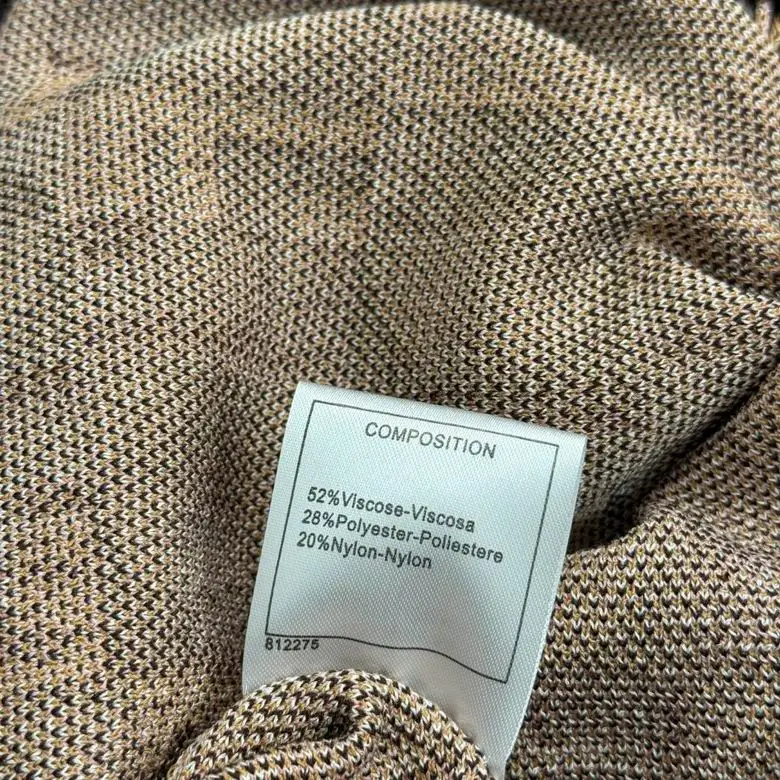 COMPOSITION
52%Viscose-Viscosa
28%Polyester-Poliestere
20%Nylon-Nylon
812275